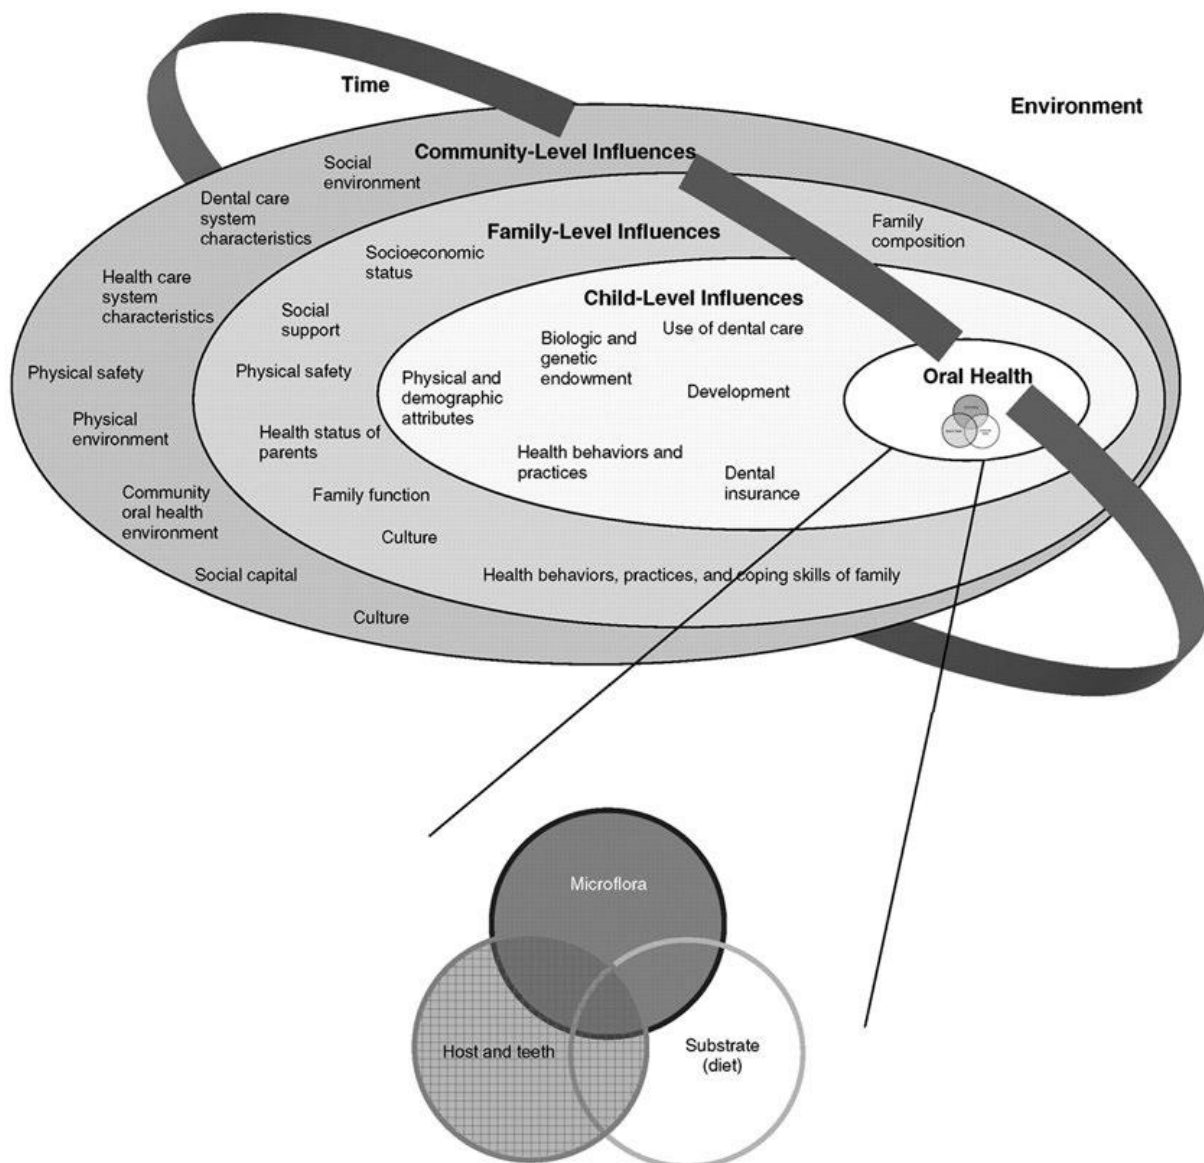 Time
Environment
Community-Level Influences
Social
environment
Dental care
system
characteristics
Health care
system
characteristics
Physical safety
Physical
environment
Community
oral health
environment
Social capital
Culture
Family-Level Influences
Family
composition
Socioeconomic
status
Social
support
Physical safety
Health status of
parents
Family function
Culture
Health behaviors, practices, and coping skills of family
Child-Level Influences
Use of dental care
Biologic and
genetic
endowment
Physical and
demographic
attributes
Development
Health behaviors and
practices
Dental
insurance
Oral Health
Microflora
Host and teeth
Substrate
(diet)